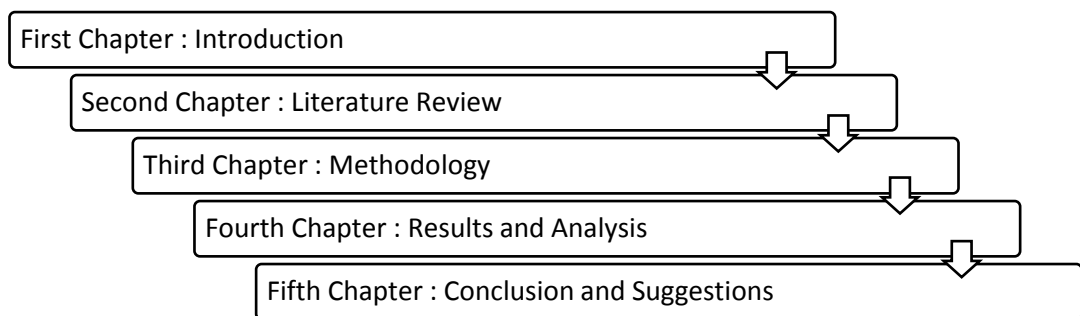 First Chapter : Introduction
Second Chapter : Literature Review
Third Chapter : Methodology
Fourth Chapter : Results and Analysis
Fifth Chapter : Conclusion and Suggestions